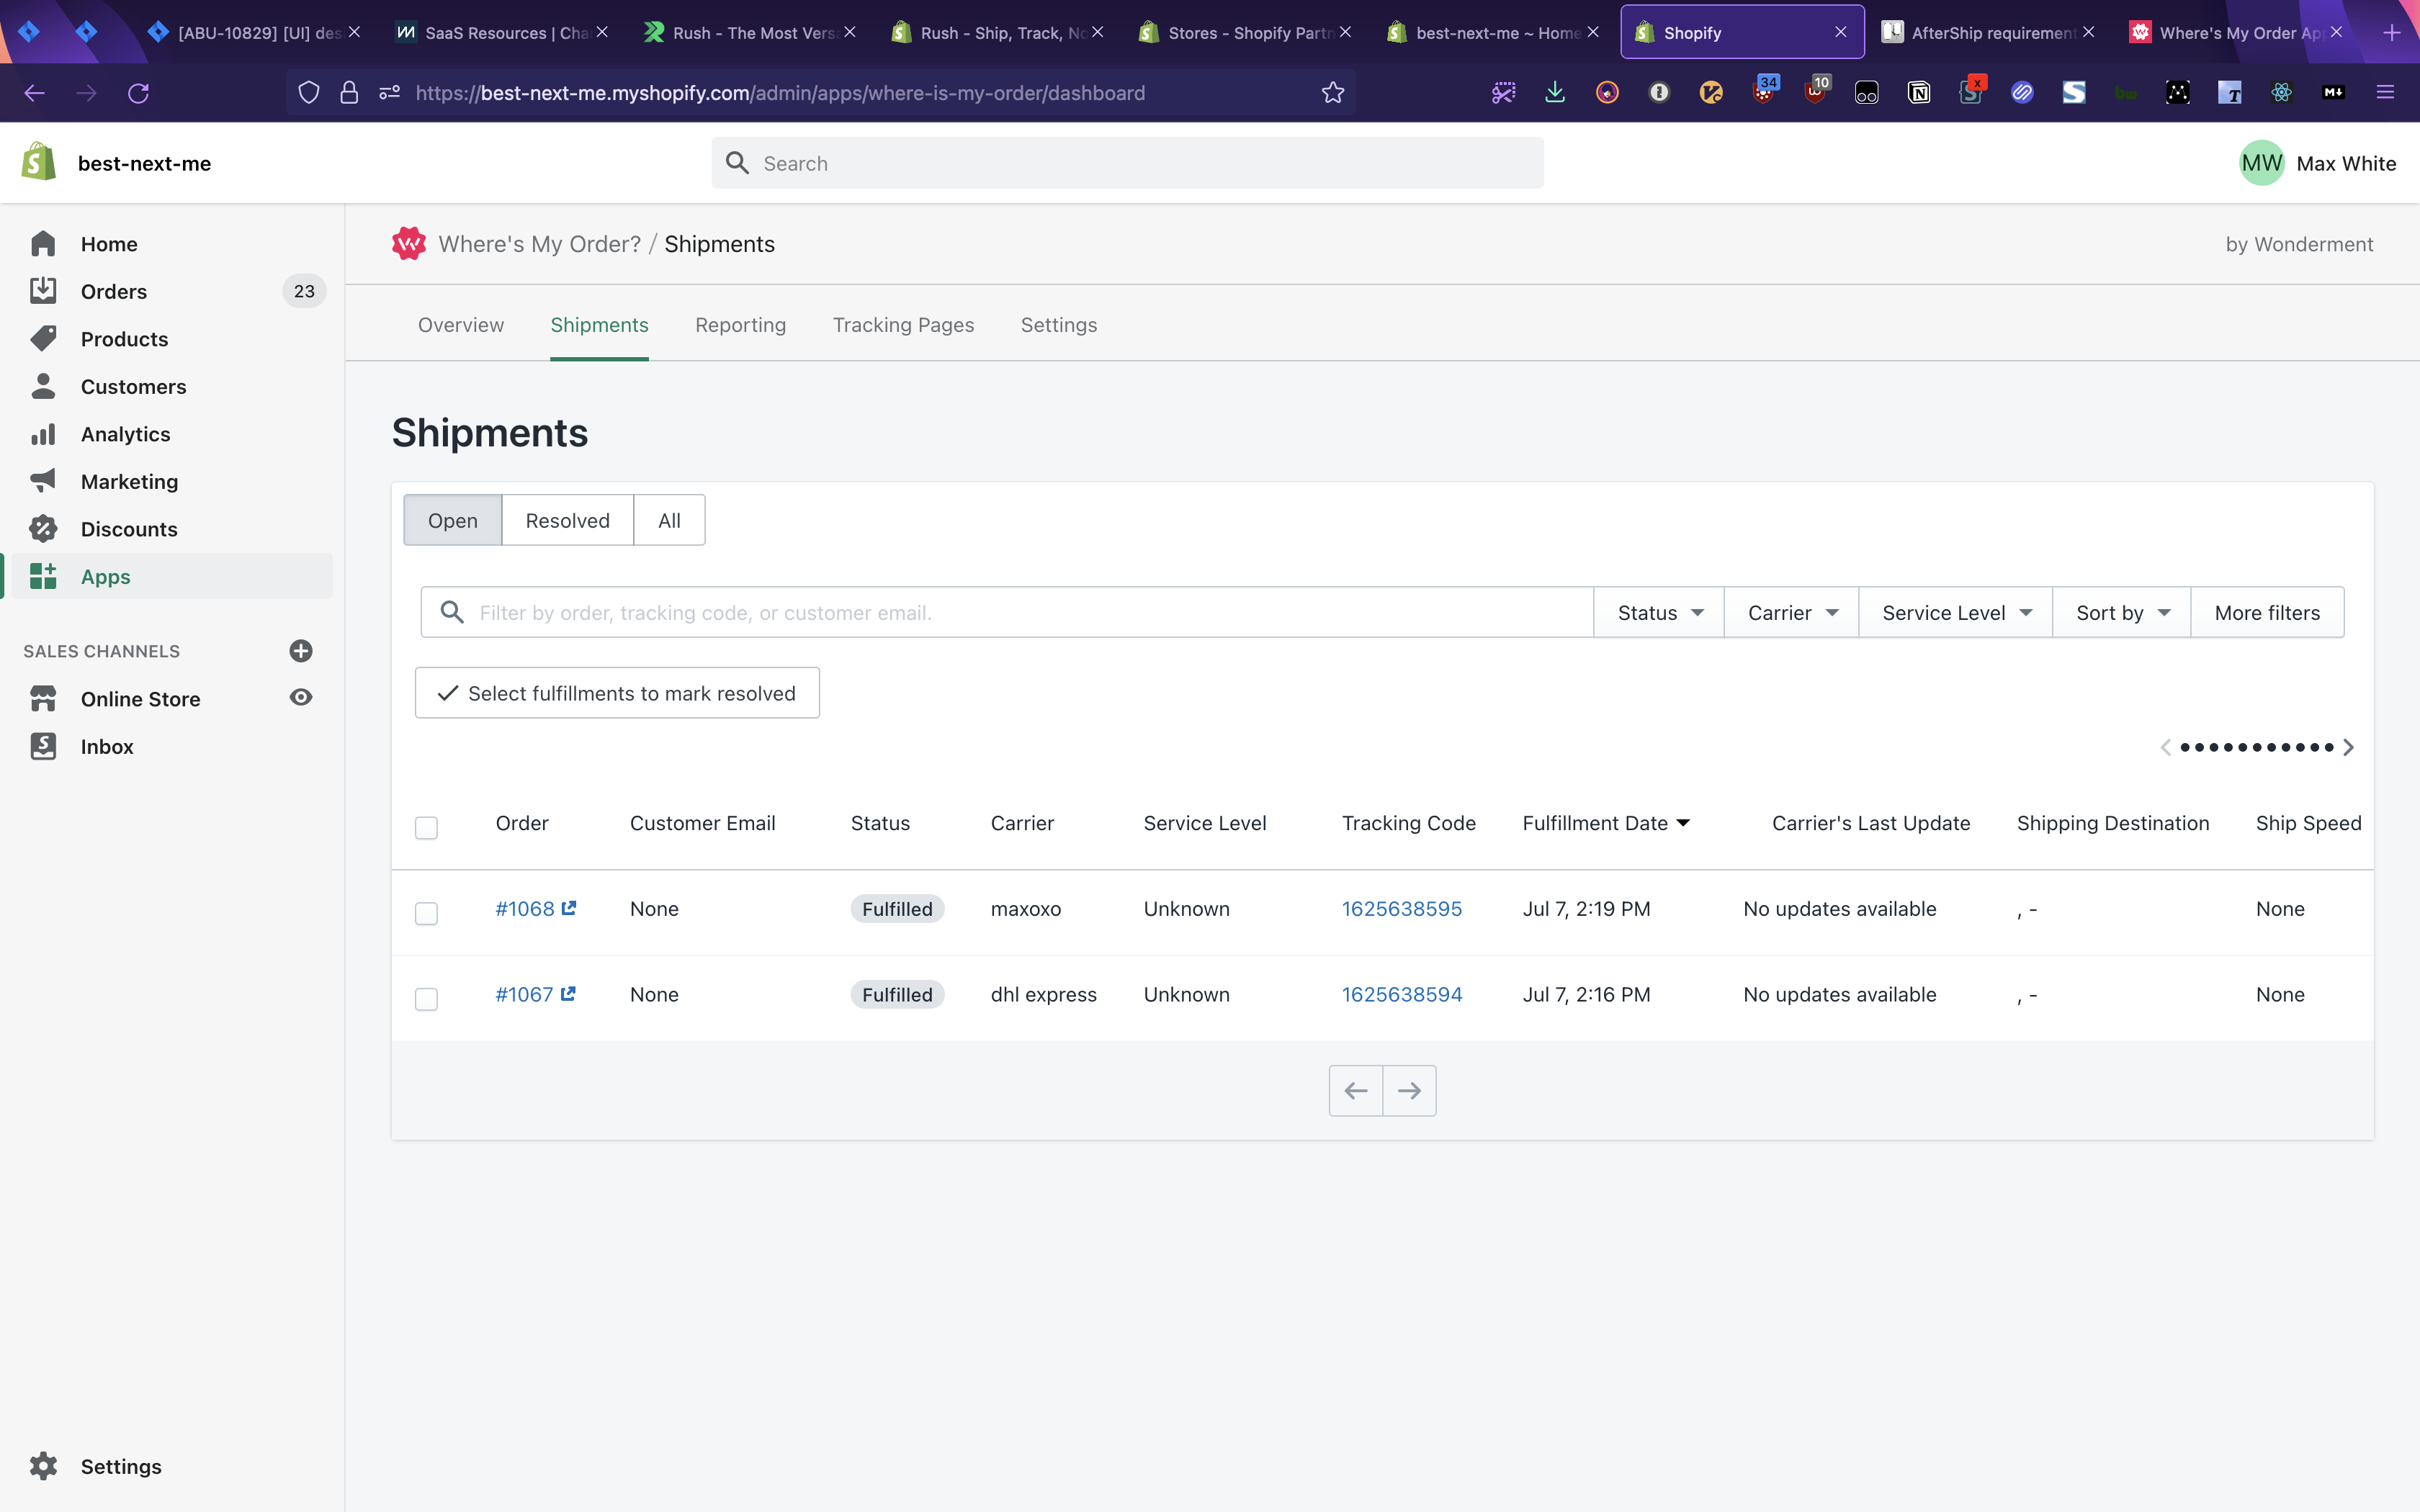 [ABU-10829] [UI] des
SaaS Resources | Cha
Rush - The Most Vers
Rush - Ship, Track, No
Stores - Shopify Partn
best-next-me ~ Home
Shopify
AfterShip requirement
Where's My Order Ap
https://best-next-me.myshopify.com/admin/apps/where-is-my-order/dashboard
34
10
best-next-me
Search
MW
Max White
Home
Orders
23
Products
Customers
Analytics
Marketing
Discounts
Apps
SALES CHANNELS
Online Store
Inbox
Settings
Where's My Order? / Shipments
by Wonderment
Overview
Shipments
Reporting
Tracking Pages
Settings
Shipments
Open
Resolved
All
Filter by order, tracking code, or customer email.
Status
Carrier
Service Level
Sort by
More filters
Select fulfillments to mark resolved
Order Customer Email Status Carrier Service Level Tracking Code Fulfillment Date Carrier's Last Update Shipping Destination Ship Speed
#1068 None Fulfilled maxoxo Unknown 1625638595 Jul 7, 2:19 PM No updates available , - None
#1067 None Fulfilled dhl express Unknown 1625638594 Jul 7, 2:16 PM No updates available , - None